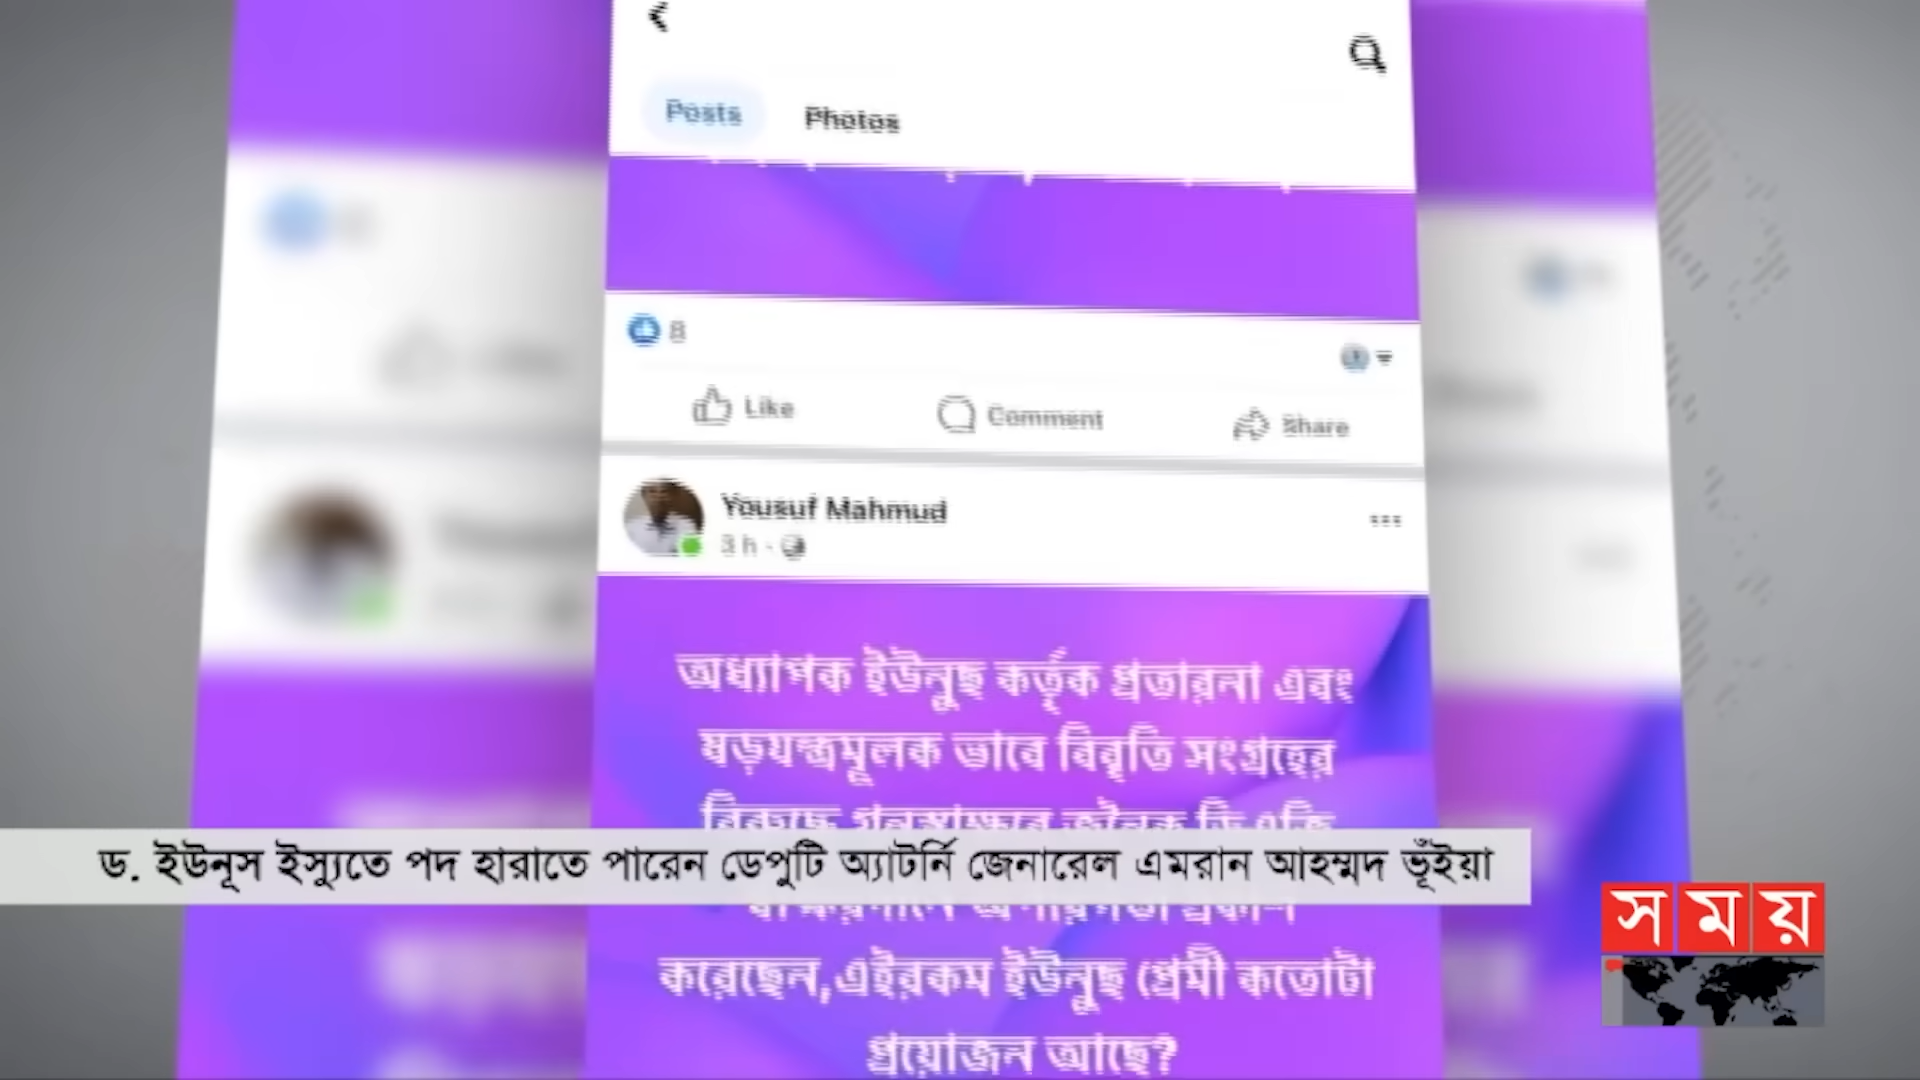 Posts Photos
8
Like Comment Share
Yousuf Mahmud
3 h
অধ্যাপক ইউনুছ কর্তৃক প্রতারনা এবং
ষড়যন্ত্রমূলক ভাবে বিবৃতি সংগ্রহের
ড. ইউনূস ইস্যুতে পদ হারাতে পারেন ডেপুটি অ্যাটর্নি জেনারেল এমরান আহম্মদ ভূঁইয়া
করেছেন,এইরকম ইউনুছ প্রেমী কতোটা
প্রয়োজন আছে?
সময়